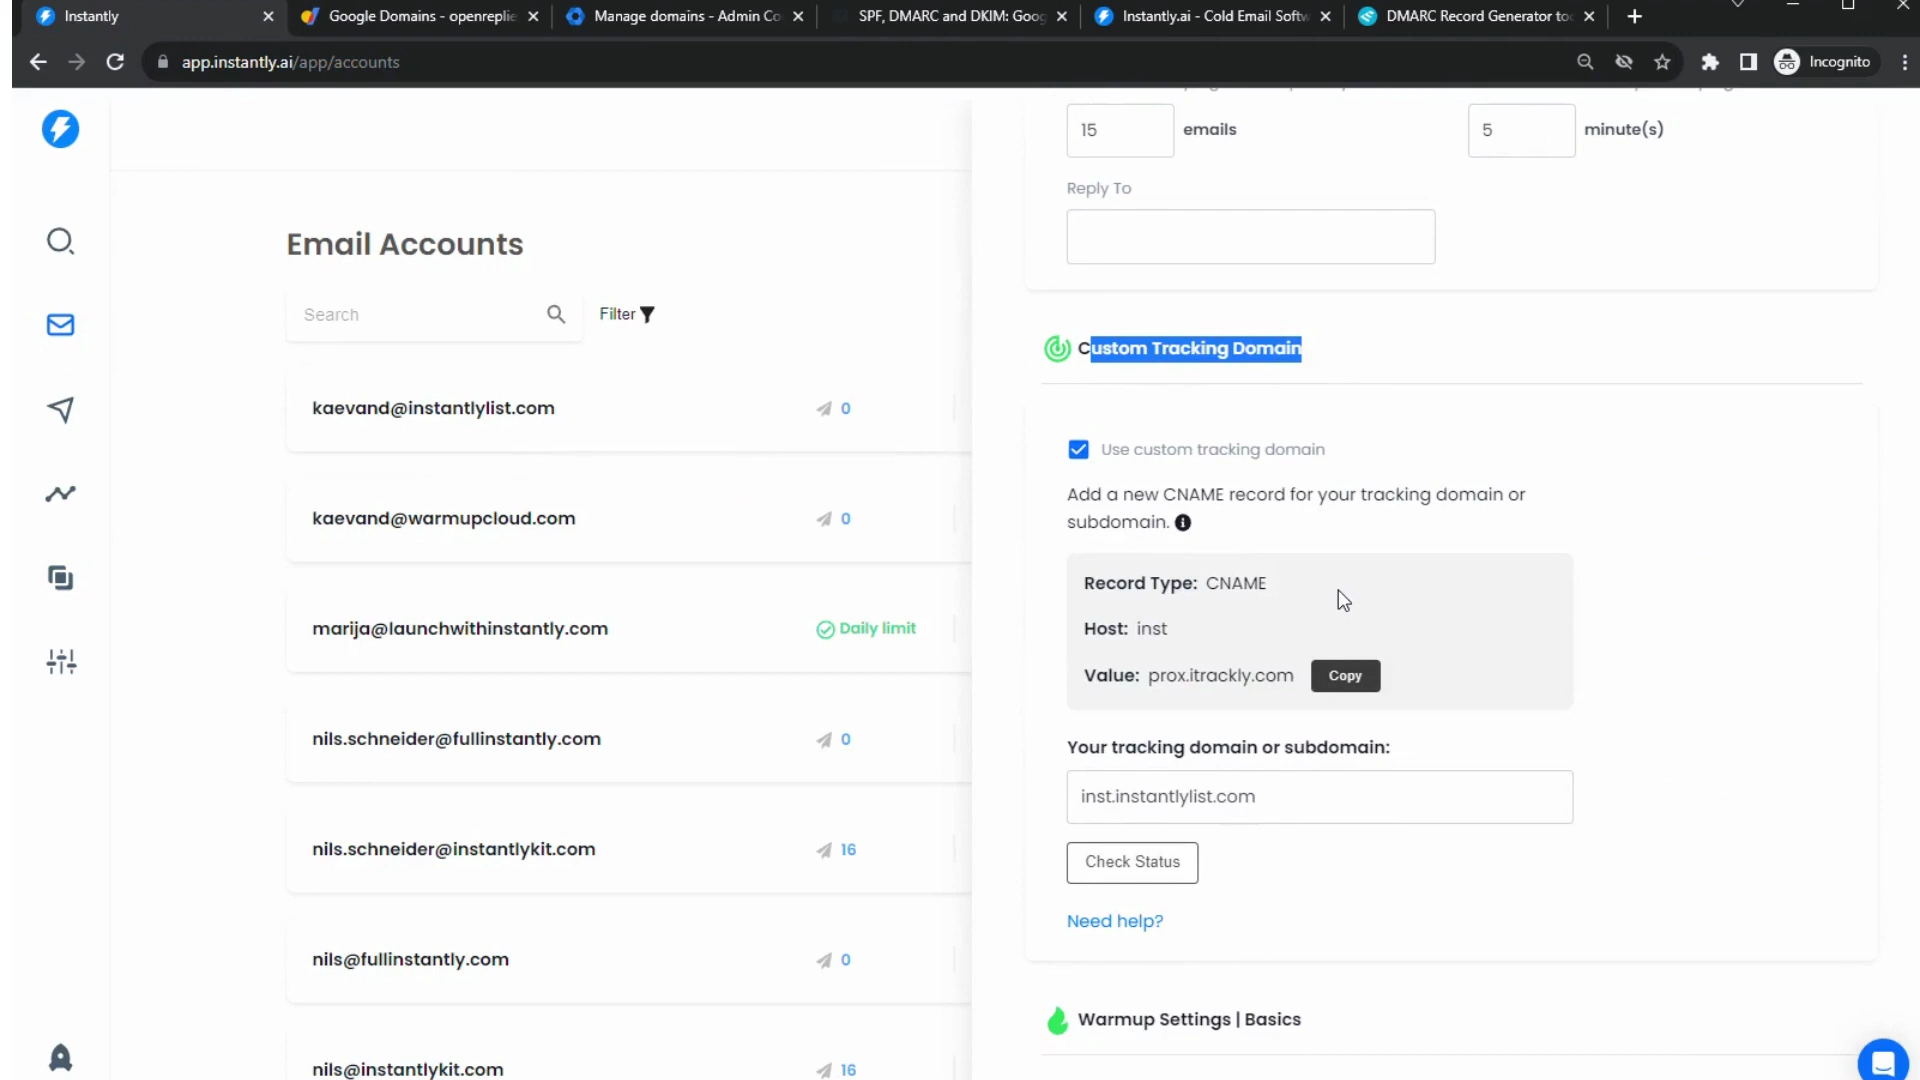 Instantly
Google Domains - openreplie
Manage domains - Admin Co
SPF, DMARC and DKIM: Goog
Instantly.ai - Cold Email Softw
DMARC Record Generator to
app.instantly.ai/app/accounts
Incognito
15 emails
5 minute(s)
Reply To
Email Accounts
Search
Filter
Custom Tracking Domain
kaevand@instantlylist.com 0
Use custom tracking domain
Add a new CNAME record for your tracking domain or
subdomain.
kaevand@warmupcloud.com 0
Record Type: CNAME
Host: inst
marija@launchwithinstantly.com Daily limit
Value: prox.itrackly.com Copy
nils.schneider@fullinstantly.com 0
Your tracking domain or subdomain:
inst.instantlylist.com
nils.schneider@instantlykit.com 16
Check Status
Need help?
nils@fullinstantly.com 0
Warmup Settings | Basics
nils@instantlykit.com 16